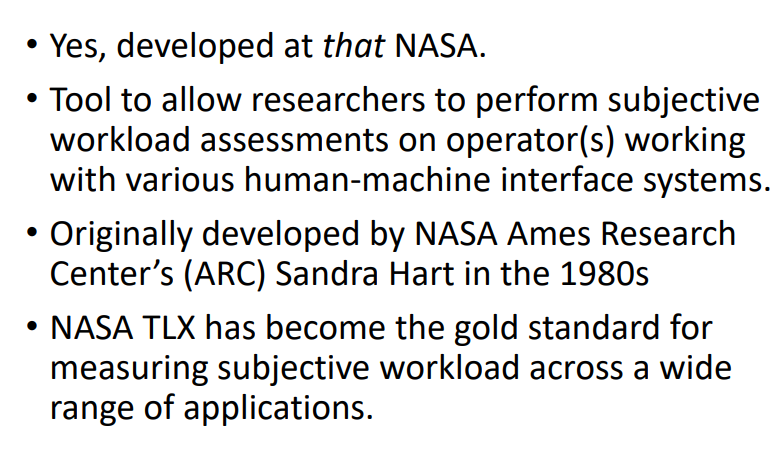 • Yes, developed at that NASA.
• Tool to allow researchers to perform subjective
workload assessments on operator(s) working
with various human-machine interface systems.
• Originally developed by NASA Ames Research
Center’s (ARC) Sandra Hart in the 1980s
• NASA TLX has become the gold standard for
measuring subjective workload across a wide
range of applications.